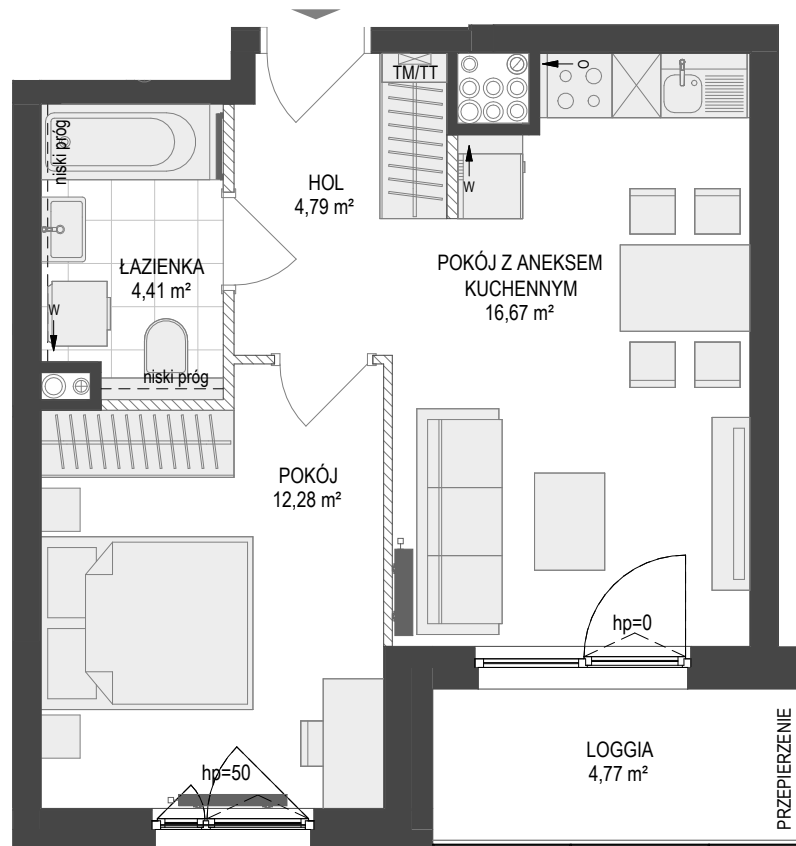 TM/TT
niski próg
HOL
4,79 m²
W
ŁAZIENKA
4,41 m²
POKÓJ Z ANEKSEM
KUCHENNYM
16,67 m²
W
niski próg
POKÓJ
12,28 m²
hp=0
hp=50
LOGGIA
4,77 m²
PRZEPIERZENIE